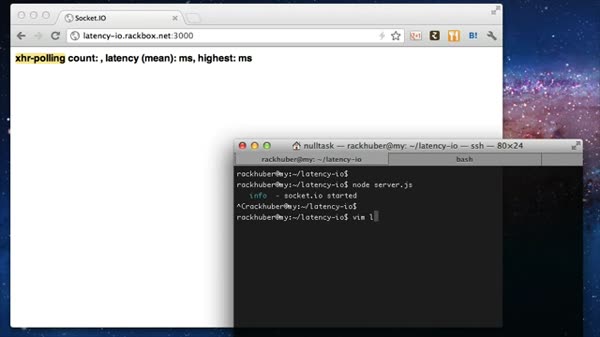 Socket.IO
latency-io.rackbox.net:3000
xhr-polling count: , latency (mean): ms, highest: ms
nulltask — rackhuber@my: ~/latency-io — ssh — 80×24
rackhuber@my: ~/latency-io
bash
rackhuber@my:~/latency-io$
rackhuber@my:~/latency-io$ node server.js
info - socket.io started
^Crackhuber@my:~/latency-io$
rackhuber@my:~/latency-io$ vim l